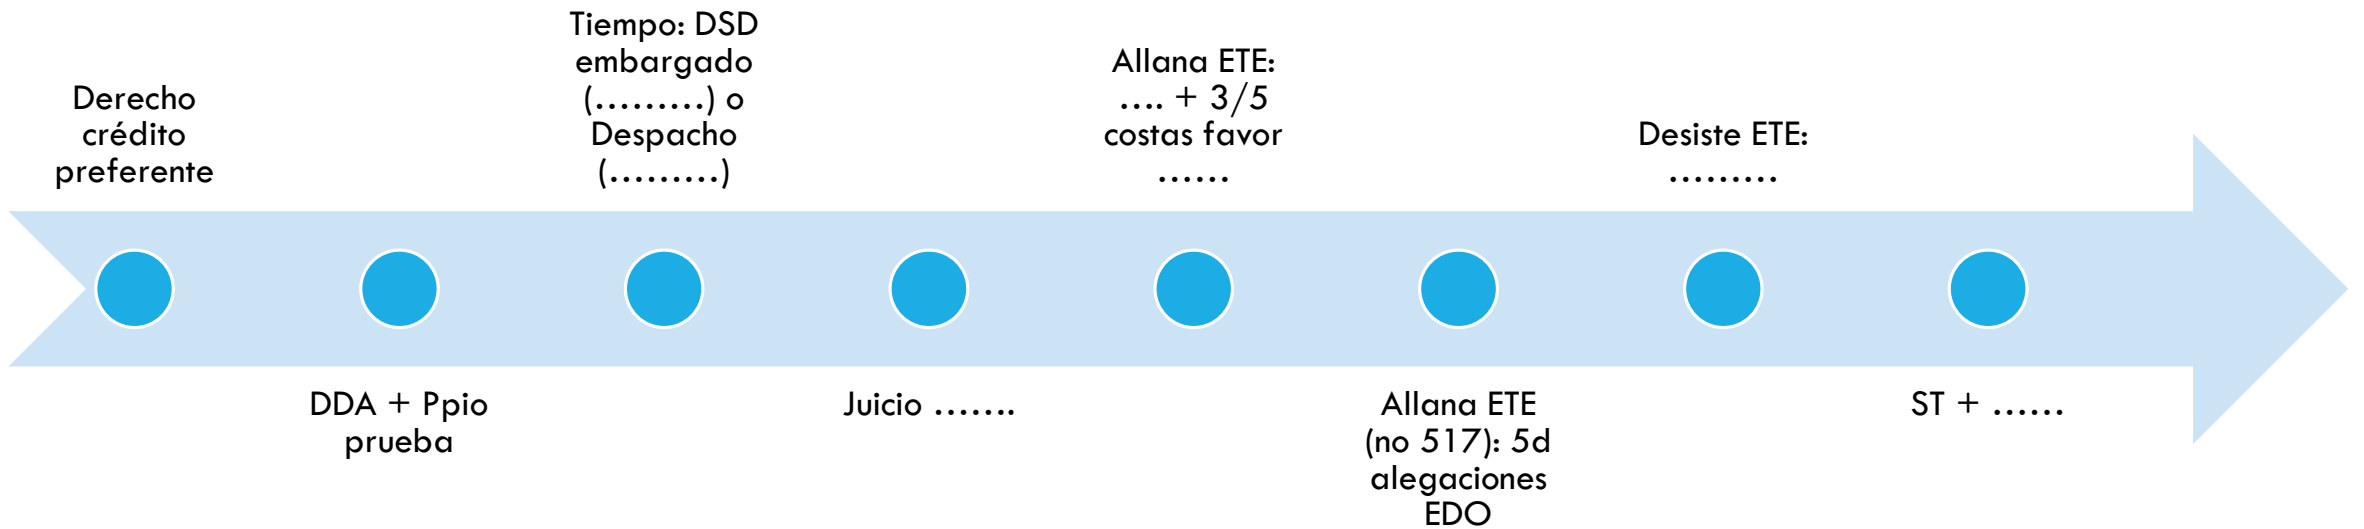 Derecho
crédito
preferente
DDA + Ppio
prueba
Tiempo: DSD
embargado
(.........) o
Despacho
(.........)
Juicio .......
Allana ETE:
.... + 3/5
costas favor
......
Allana ETE
(no 517): 5d
alegaciones
EDO
Desiste ETE:
.........
ST + ......